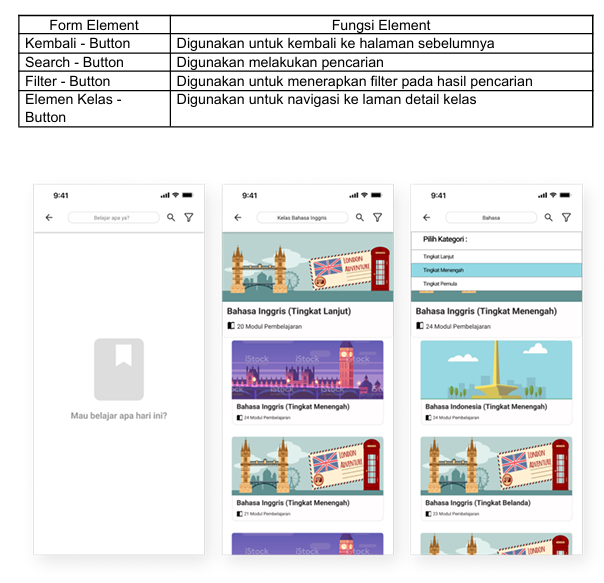 Form Element Fungsi Element
Kembali - Button Digunakan untuk kembali ke halaman sebelumnya
Search - Button Digunakan melakukan pencarian
Filter - Button Digunakan untuk menerapkan filter pada hasil pencarian
Elemen Kelas - Button Digunakan untuk navigasi ke laman detail kelas
9:41
Belajar apa ya?
Mau belajar apa hari ini?
9:41
Kelas Bahasa Inggris
LONDON
ADVENTURE
Bahasa Inggris (Tingkat Lanjut)
20 Modul Pembelajaran
iStock
iStock
Bahasa Inggris (Tingkat Menengah)
24 Modul Pembelajaran
LONDON
ADVENTURE
Bahasa Inggris (Tingkat Menengah)
21 Modul Pembelajaran
iStock
iStock
9:41
Bahasa
Pilih Kategori :
Tingkat Lanjut
Tingkat Menengah
Tingkat Pemula
Bahasa Inggris (Tingkat Menengah)
24 Modul Pembelajaran
Bahasa Indonesia (Tingkat Menengah)
24 Modul Pembelajaran
LONDON
ADVENTURE
Bahasa Inggris (Tingkat Belanda)
23 Modul Pembelajaran
iStock
iStock